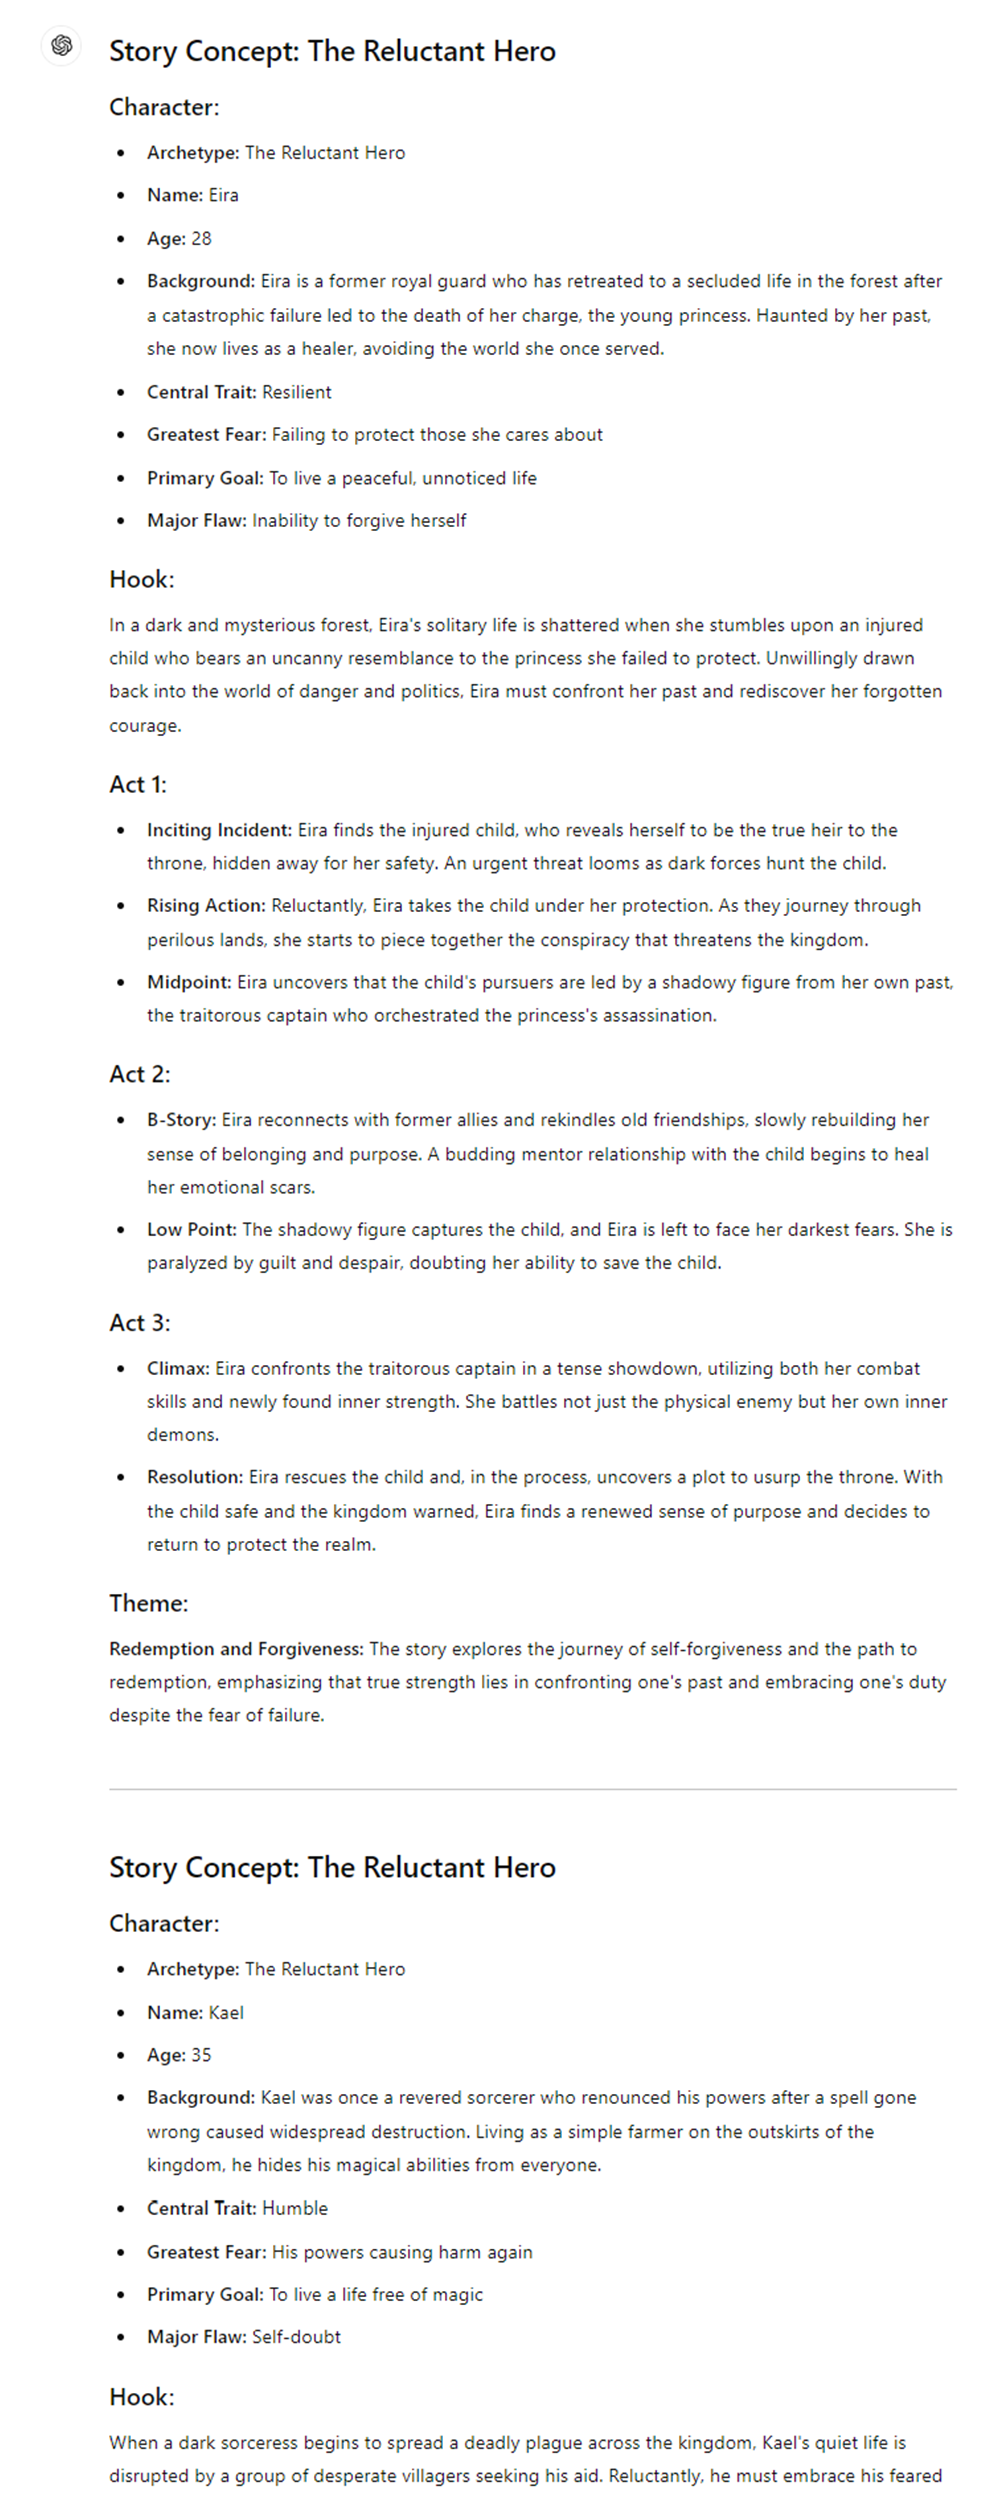 Story Concept: The Reluctant Hero
Character:
• Archetype: The Reluctant Hero
• Name: Eira
• Age: 28
• Background: Eira is a former royal guard who has retreated to a secluded life in the forest after
a catastrophic failure led to the death of her charge, the young princess. Haunted by her past,
she now lives as a healer, avoiding the world she once served.
• Central Trait: Resilient
• Greatest Fear: Failing to protect those she cares about
• Primary Goal: To live a peaceful, unnoticed life
• Major Flaw: Inability to forgive herself
Hook:
In a dark and mysterious forest, Eira's solitary life is shattered when she stumbles upon an injured
child who bears an uncanny resemblance to the princess she failed to protect. Unwillingly drawn
back into the world of danger and politics, Eira must confront her past and rediscover her forgotten
courage.
Act 1:
• Inciting Incident: Eira finds the injured child, who reveals herself to be the true heir to the
throne, hidden away for her safety. An urgent threat looms as dark forces hunt the child.
• Rising Action: Reluctantly, Eira takes the child under her protection. As they journey through
perilous lands, she starts to piece together the conspiracy that threatens the kingdom.
• Midpoint: Eira uncovers that the child's pursuers are led by a shadowy figure from her own past,
the traitorous captain who orchestrated the princess's assassination.
Act 2:
• B-Story: Eira reconnects with former allies and rekindles old friendships, slowly rebuilding her
sense of belonging and purpose. A budding mentor relationship with the child begins to heal
her emotional scars.
• Low Point: The shadowy figure captures the child, and Eira is left to face her darkest fears. She is
paralyzed by guilt and despair, doubting her ability to save the child.
Act 3:
• Climax: Eira confronts the traitorous captain in a tense showdown, utilizing both her combat
skills and newly found inner strength. She battles not just the physical enemy but her own inner
demons.
• Resolution: Eira rescues the child and, in the process, uncovers a plot to usurp the throne. With
the child safe and the kingdom warned, Eira finds a renewed sense of purpose and decides to
return to protect the realm.
Theme:
Redemption and Forgiveness: The story explores the journey of self-forgiveness and the path to
redemption, emphasizing that true strength lies in confronting one's past and embracing one's duty
despite the fear of failure.
Story Concept: The Reluctant Hero
Character:
• Archetype: The Reluctant Hero
• Name: Kael
• Age: 35
• Background: Kael was once a revered sorcerer who renounced his powers after a spell gone
wrong caused widespread destruction. Living as a simple farmer on the outskirts of the
kingdom, he hides his magical abilities from everyone.
• Central Trait: Humble
• Greatest Fear: His powers causing harm again
• Primary Goal: To live a life free of magic
• Major Flaw: Self-doubt
Hook:
When a dark sorceress begins to spread a deadly plague across the kingdom, Kael's quiet life is
disrupted by a group of desperate villagers seeking his aid. Reluctantly, he must embrace his feared